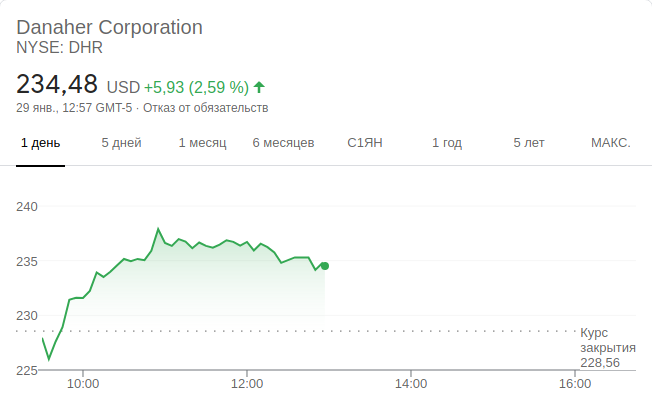 Danaher Corporation
NYSE: DHR
234,48 USD +5,93 (2,59 %)
29 янв., 12:57 GMT-5 · Отказ от обязательств
1 день 5 дней 1 месяц 6 месяцев С1ЯН 1 год 5 лет МАКС.
240
235
230
Курс
закрытия
228,56
225
10:00 12:00 14:00 16:00